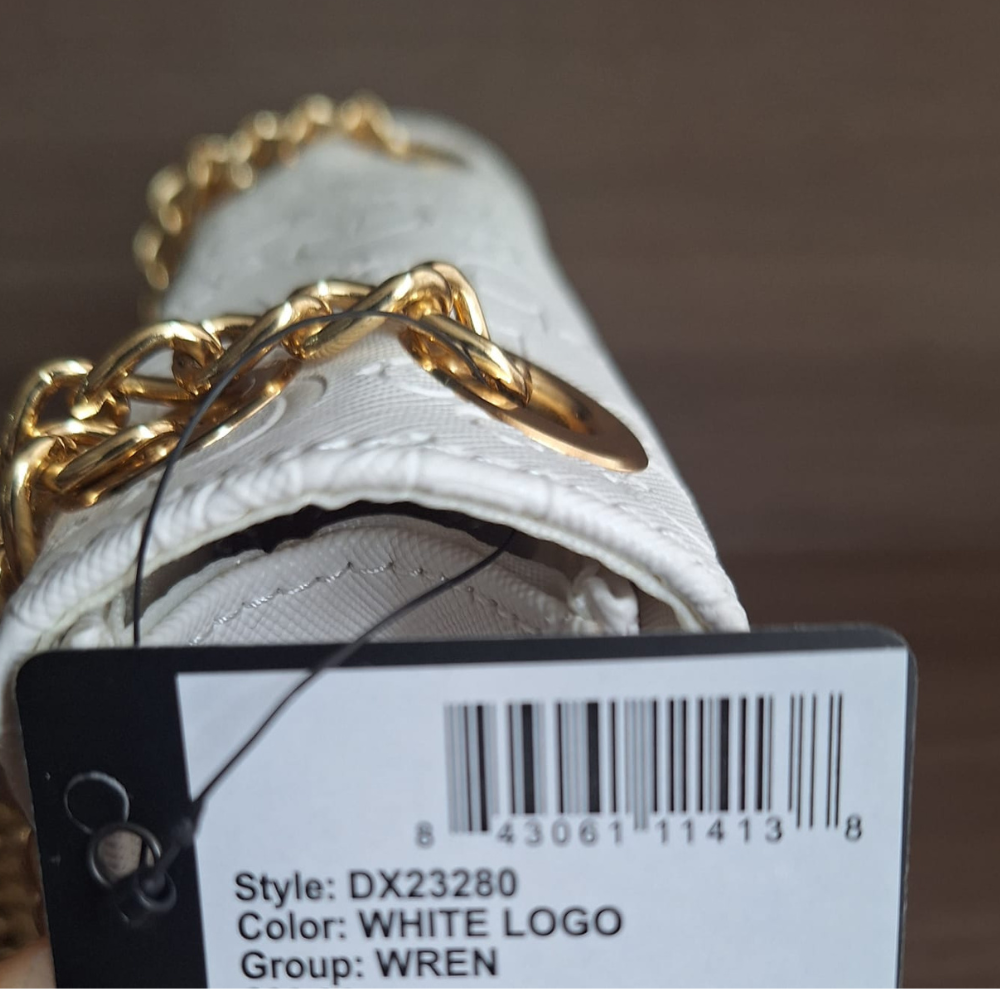 8 43061 11413 8
Style: DX23280
Color: WHITE LOGO
Group: WREN